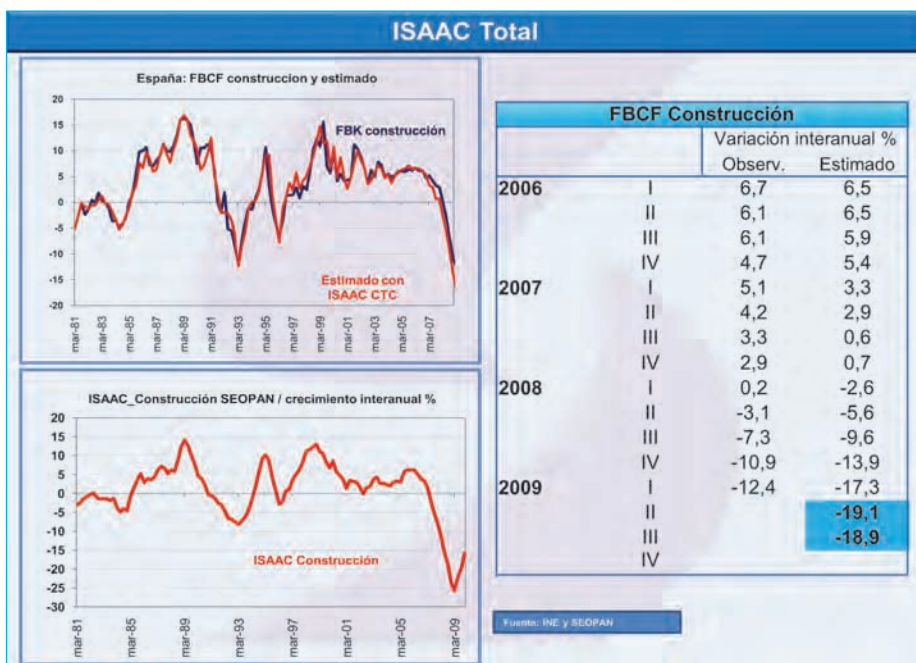 ISAAC Total
España: FBCF construccion y estimado
20
15
10
5
0
-5
-10
-15
-20
FBK construcción
Estimado con
ISAAC CTC
mar-81
mar-83
mar-85
mar-87
mar-89
mar-91
mar-93
mar-95
mar-97
mar-99
mar-01
mar-03
mar-05
mar-07
ISAAC_Construcción SEOPAN / crecimiento interanual %
20
15
10
5
0
-5
-10
-15
-20
-25
-30
ISAAC Construcción
mar-81
mar-85
mar-89
mar-93
mar-97
mar-01
mar-05
mar-09
FBCF Construcción
Variación interanual %
Observ. Estimado
2006 I 6,7 6,5
II 6,1 6,5
III 6,1 5,9
IV 4,7 5,4
2007 I 5,1 3,3
II 4,2 2,9
III 3,3 0,6
IV 2,9 0,7
2008 I 0,2 -2,6
II -3,1 -5,6
III -7,3 -9,6
IV -10,9 -13,9
2009 I -12,4 -17,3
II -19,1
III -18,9
IV
Fuente: INE y SEOPAN